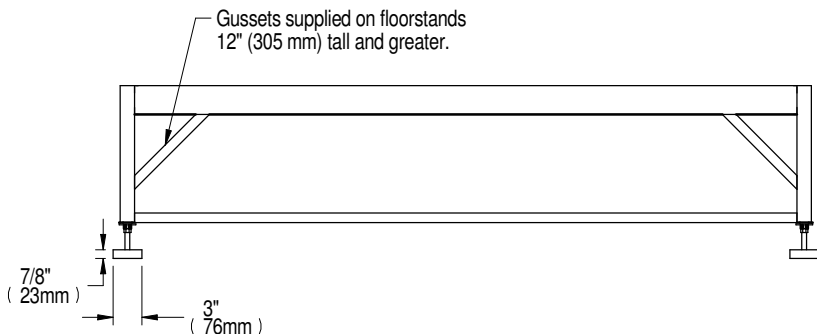 Gussets supplied on floorstands
12" (305 mm) tall and greater.
7/8"
( 23mm )
3"
( 76mm )